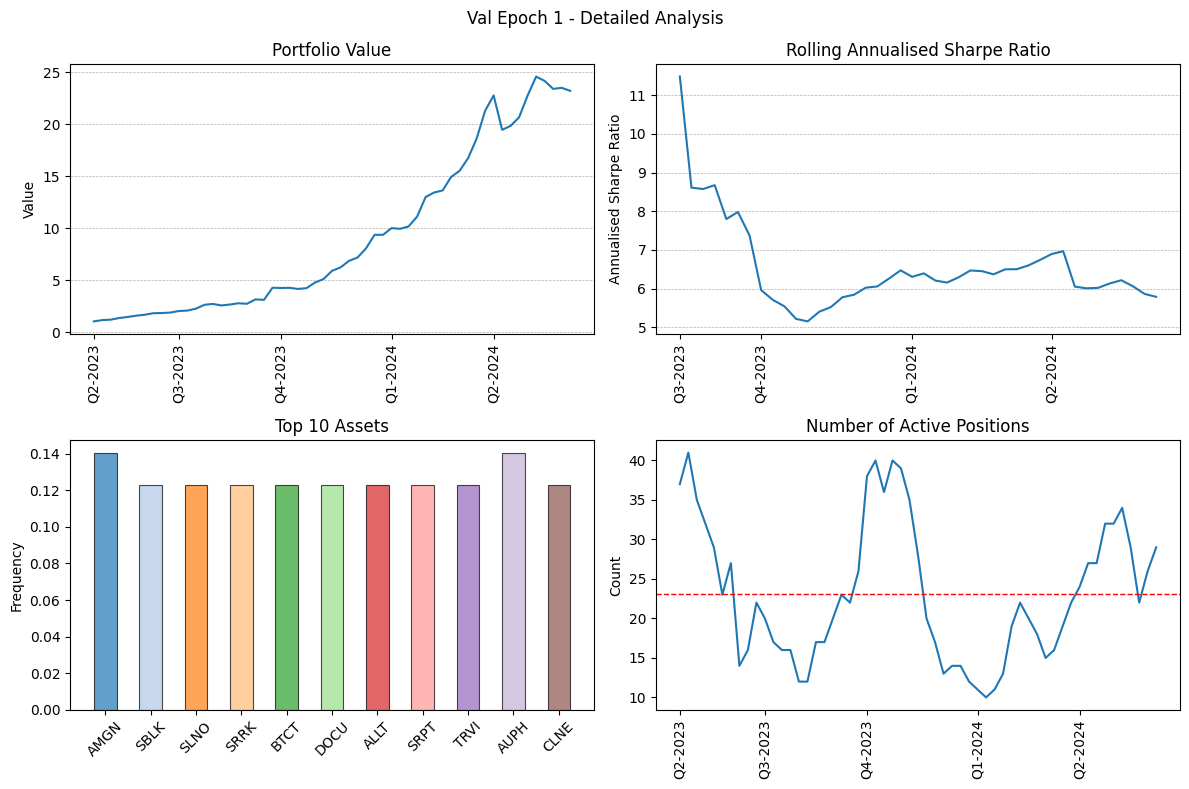 Val Epoch 1 - Detailed Analysis
Portfolio Value
Value
25
20
15
10
5
0
Q2-2023
Q3-2023
Q4-2023
Q1-2024
Q2-2024
Rolling Annualised Sharpe Ratio
Annualised Sharpe Ratio
11
10
9
8
7
6
5
Q3-2023
Q4-2023
Q1-2024
Q2-2024
Top 10 Assets
Frequency
0.14
0.12
0.10
0.08
0.06
0.04
0.02
0.00
AMGN
SBLK
SLNO
SRRK
BTCT
DOCU
ALLT
SRPT
TRVI
AUPH
CLNE
Number of Active Positions
Count
40
35
30
25
20
15
10
Q2-2023
Q3-2023
Q4-2023
Q1-2024
Q2-2024